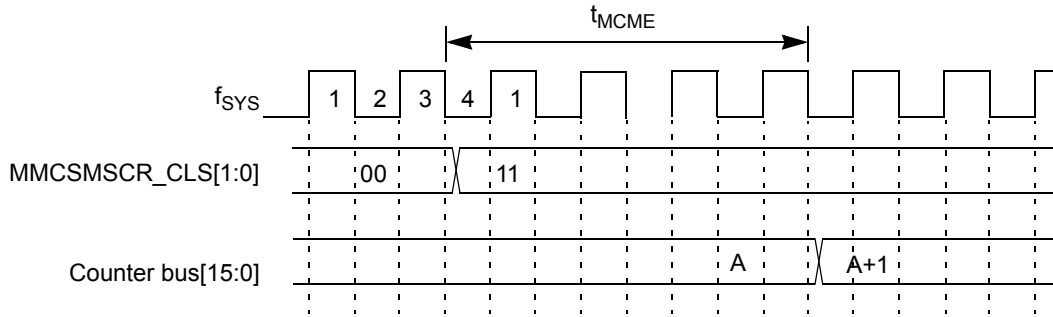 tMCME
fSYS 1 2 3 4 1
MMCSMSCR_CLS[1:0] 00 11
Counter bus[15:0] A A+1